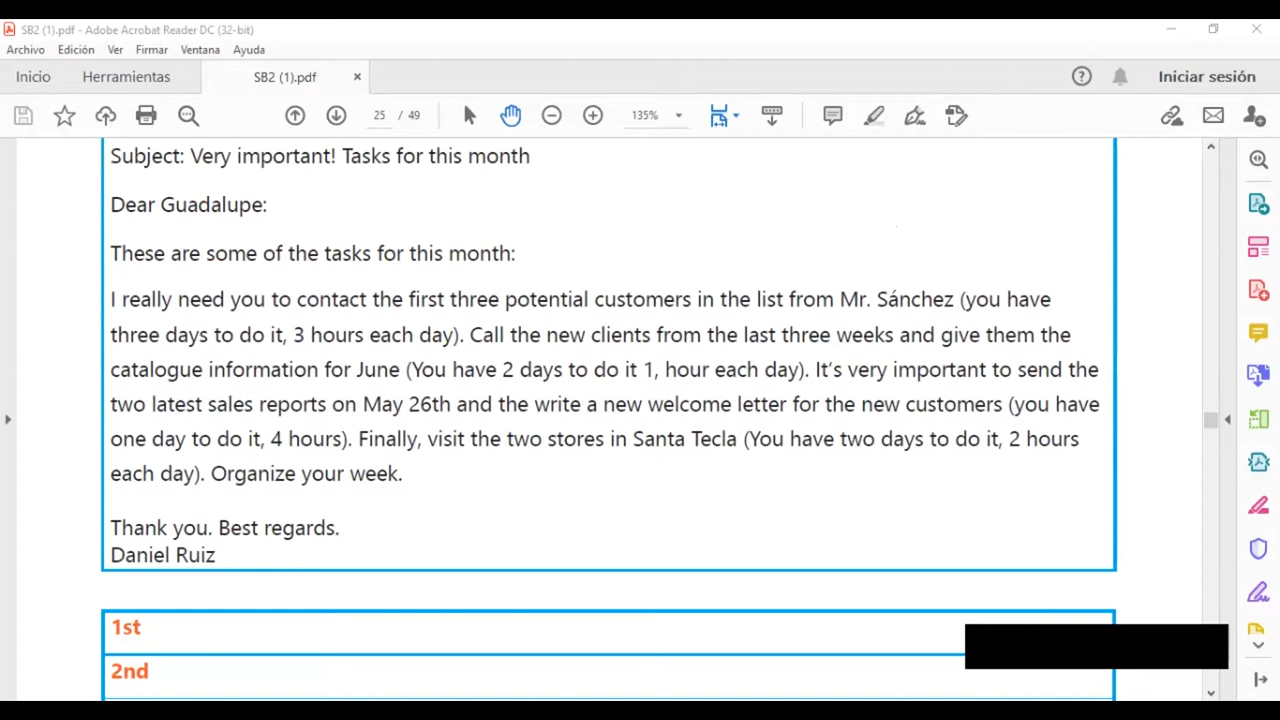 SB2 (1).pdf - Adobe Acrobat Reader DC (32-bit)
Archivo Edición Ver Firmar Ventana Ayuda
Inicio Herramientas SB2 (1).pdf × Iniciar sesión
25 / 49 135%
Subject: Very important! Tasks for this month
Dear Guadalupe:
These are some of the tasks for this month:
I really need you to contact the first three potential customers in the list from Mr. Sánchez (you have
three days to do it, 3 hours each day). Call the new clients from the last three weeks and give them the
catalogue information for June (You have 2 days to do it 1, hour each day). It’s very important to send the
two latest sales reports on May 26th and the write a new welcome letter for the new customers (you have
one day to do it, 4 hours). Finally, visit the two stores in Santa Tecla (You have two days to do it, 2 hours
each day). Organize your week.
Thank you. Best regards.
Daniel Ruiz
1st
2nd